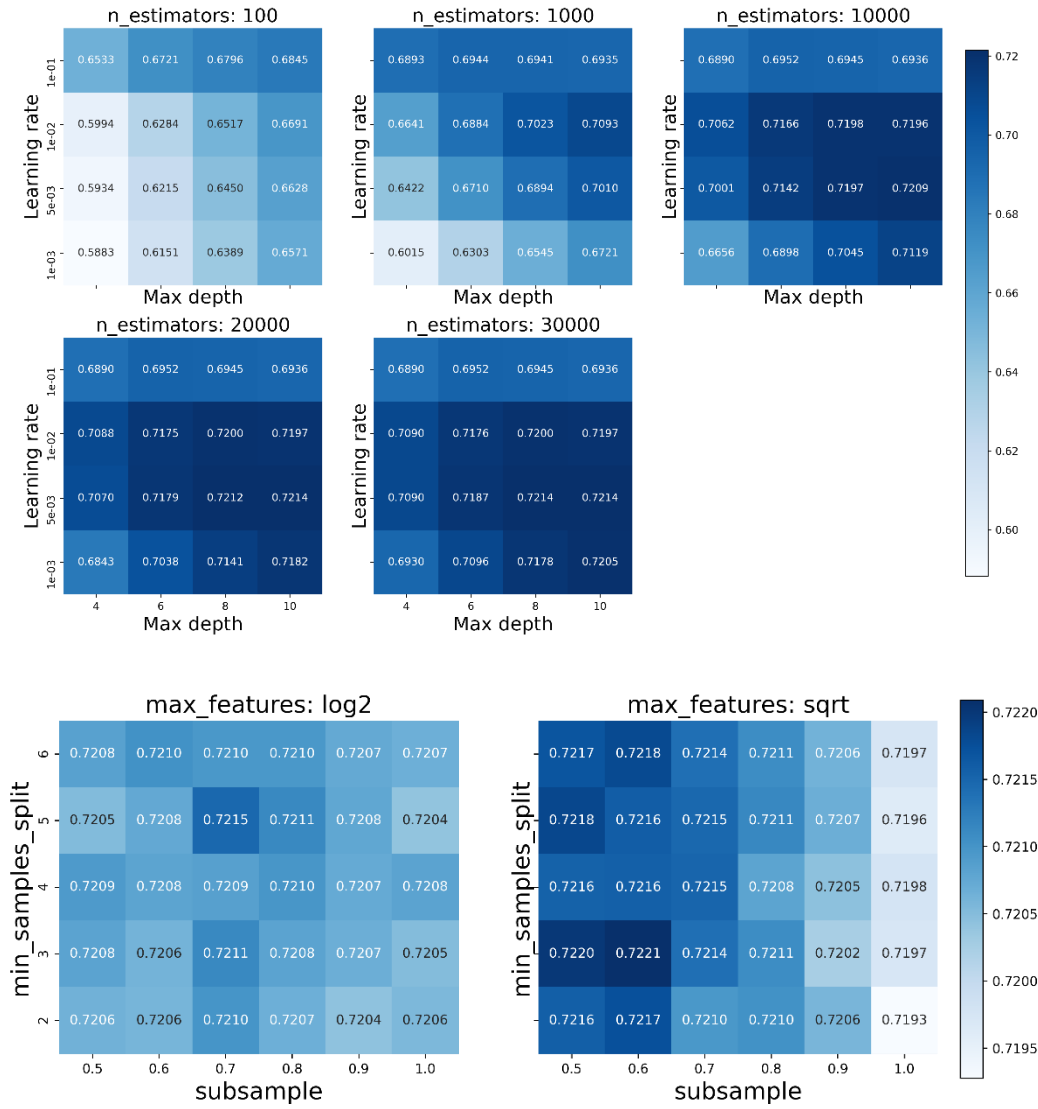 n_estimators: 100
n_estimators: 1000
n_estimators: 10000
Learning rate
1e-01
0.6533 0.6721 0.6796 0.6845
1e-02
0.5994 0.6284 0.6517 0.6691
5e-03
0.5934 0.6215 0.6450 0.6628
1e-03
0.5883 0.6151 0.6389 0.6571
Max depth
Learning rate
0.6893 0.6944 0.6941 0.6935
0.6641 0.6884 0.7023 0.7093
0.6422 0.6710 0.6894 0.7010
0.6015 0.6303 0.6545 0.6721
Max depth
Learning rate
0.6890 0.6952 0.6945 0.6936
0.7062 0.7166 0.7198 0.7196
0.7001 0.7142 0.7197 0.7209
0.6656 0.6898 0.7045 0.7119
Max depth
0.72
0.70
0.68
0.66
0.64
0.62
0.60
n_estimators: 20000
n_estimators: 30000
Learning rate
1e-01
0.6890 0.6952 0.6945 0.6936
1e-02
0.7088 0.7175 0.7200 0.7197
5e-03
0.7070 0.7179 0.7212 0.7214
1e-03
0.6843 0.7038 0.7141 0.7182
4 6 8 10
Max depth
Learning rate
0.6890 0.6952 0.6945 0.6936
0.7090 0.7176 0.7200 0.7197
0.7090 0.7187 0.7214 0.7214
0.6930 0.7096 0.7178 0.7205
4 6 8 10
Max depth
max_features: log2
min_samples_split
6
0.7208 0.7210 0.7210 0.7210 0.7207 0.7207
5
0.7205 0.7208 0.7215 0.7211 0.7208 0.7204
4
0.7209 0.7208 0.7209 0.7210 0.7207 0.7208
3
0.7208 0.7206 0.7211 0.7208 0.7207 0.7205
2
0.7206 0.7206 0.7210 0.7207 0.7204 0.7206
0.5 0.6 0.7 0.8 0.9 1.0
subsample
max_features: sqrt
min_samples_split
0.7217 0.7218 0.7214 0.7211 0.7206 0.7197
0.7218 0.7216 0.7215 0.7211 0.7207 0.7196
0.7216 0.7216 0.7215 0.7208 0.7205 0.7198
0.7220 0.7221 0.7214 0.7211 0.7202 0.7197
0.7216 0.7217 0.7210 0.7210 0.7206 0.7193
0.5 0.6 0.7 0.8 0.9 1.0
subsample
0.7220
0.7215
0.7210
0.7205
0.7200
0.7195